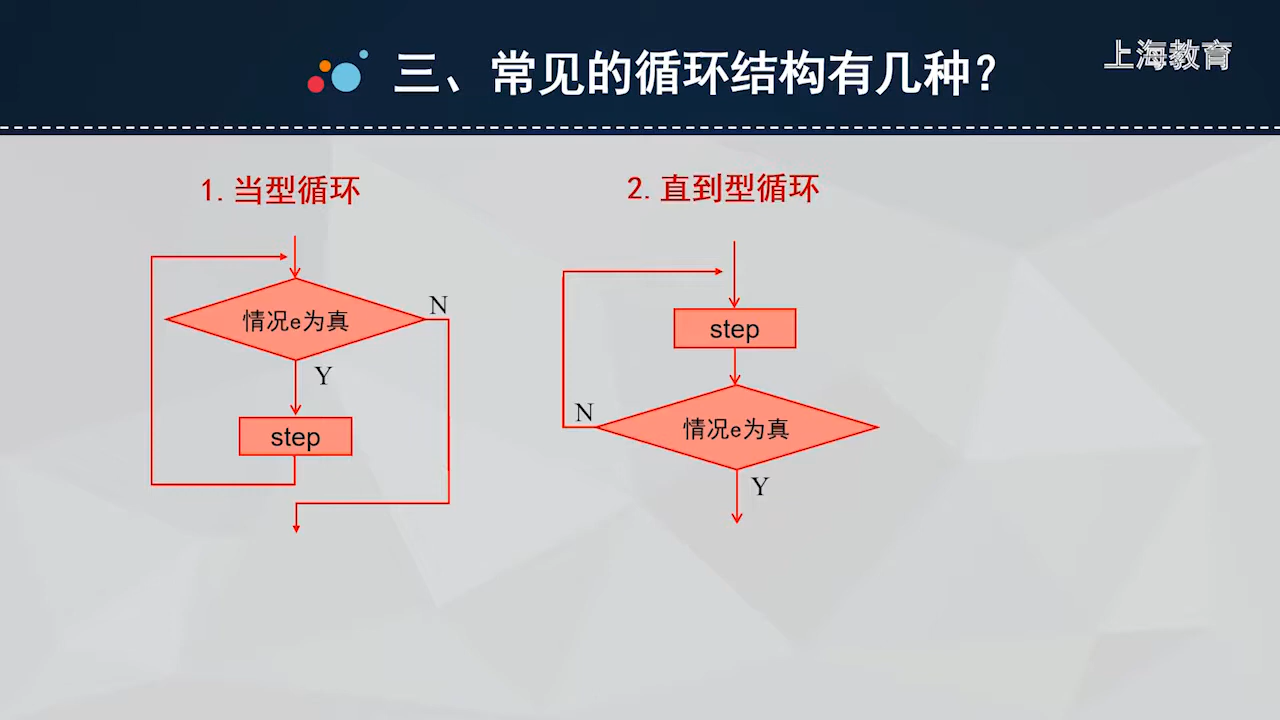 三、常见的循环结构有几种?
上海教育
1.当型循环
情况e为真
N
Y
step
2.直到型循环
step
情况e为真
N
Y